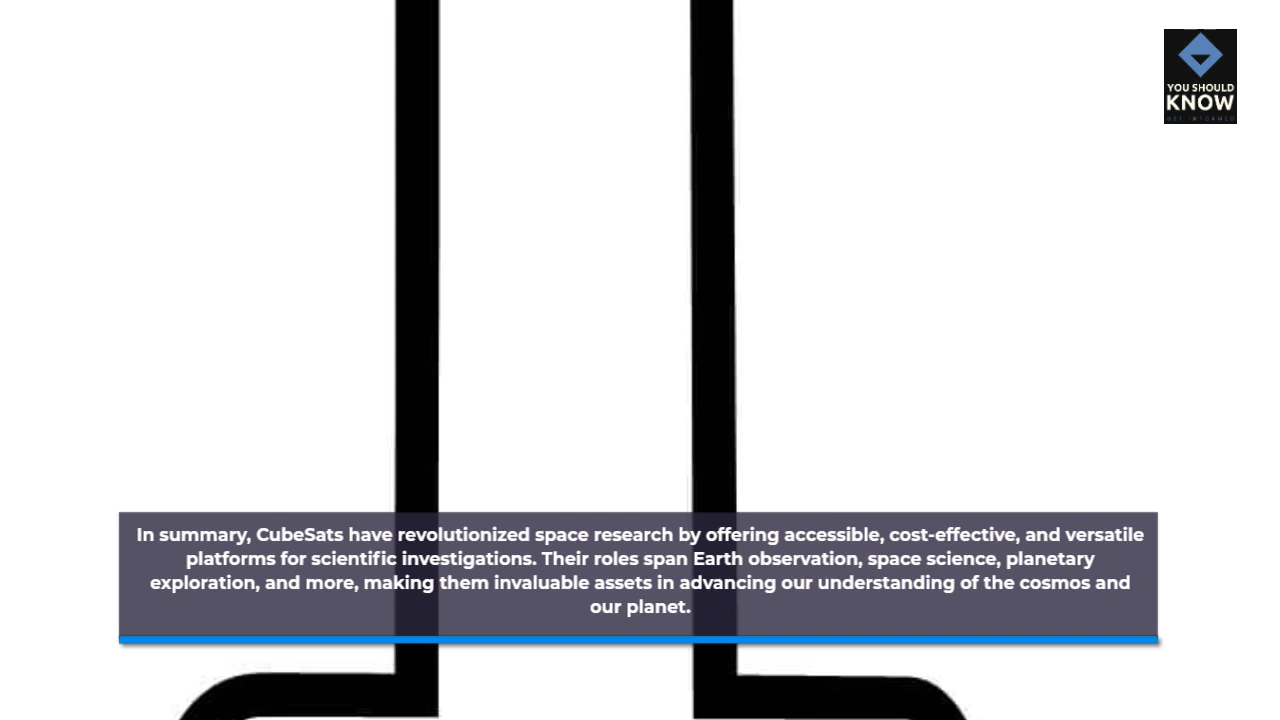 YOU SHOULD
KNOW
GET INFORMED
In summary, CubeSats have revolutionized space research by offering accessible, cost-effective, and versatile
platforms for scientific investigations. Their roles span Earth observation, space science, planetary
exploration, and more, making them invaluable assets in advancing our understanding of the cosmos and
our planet.